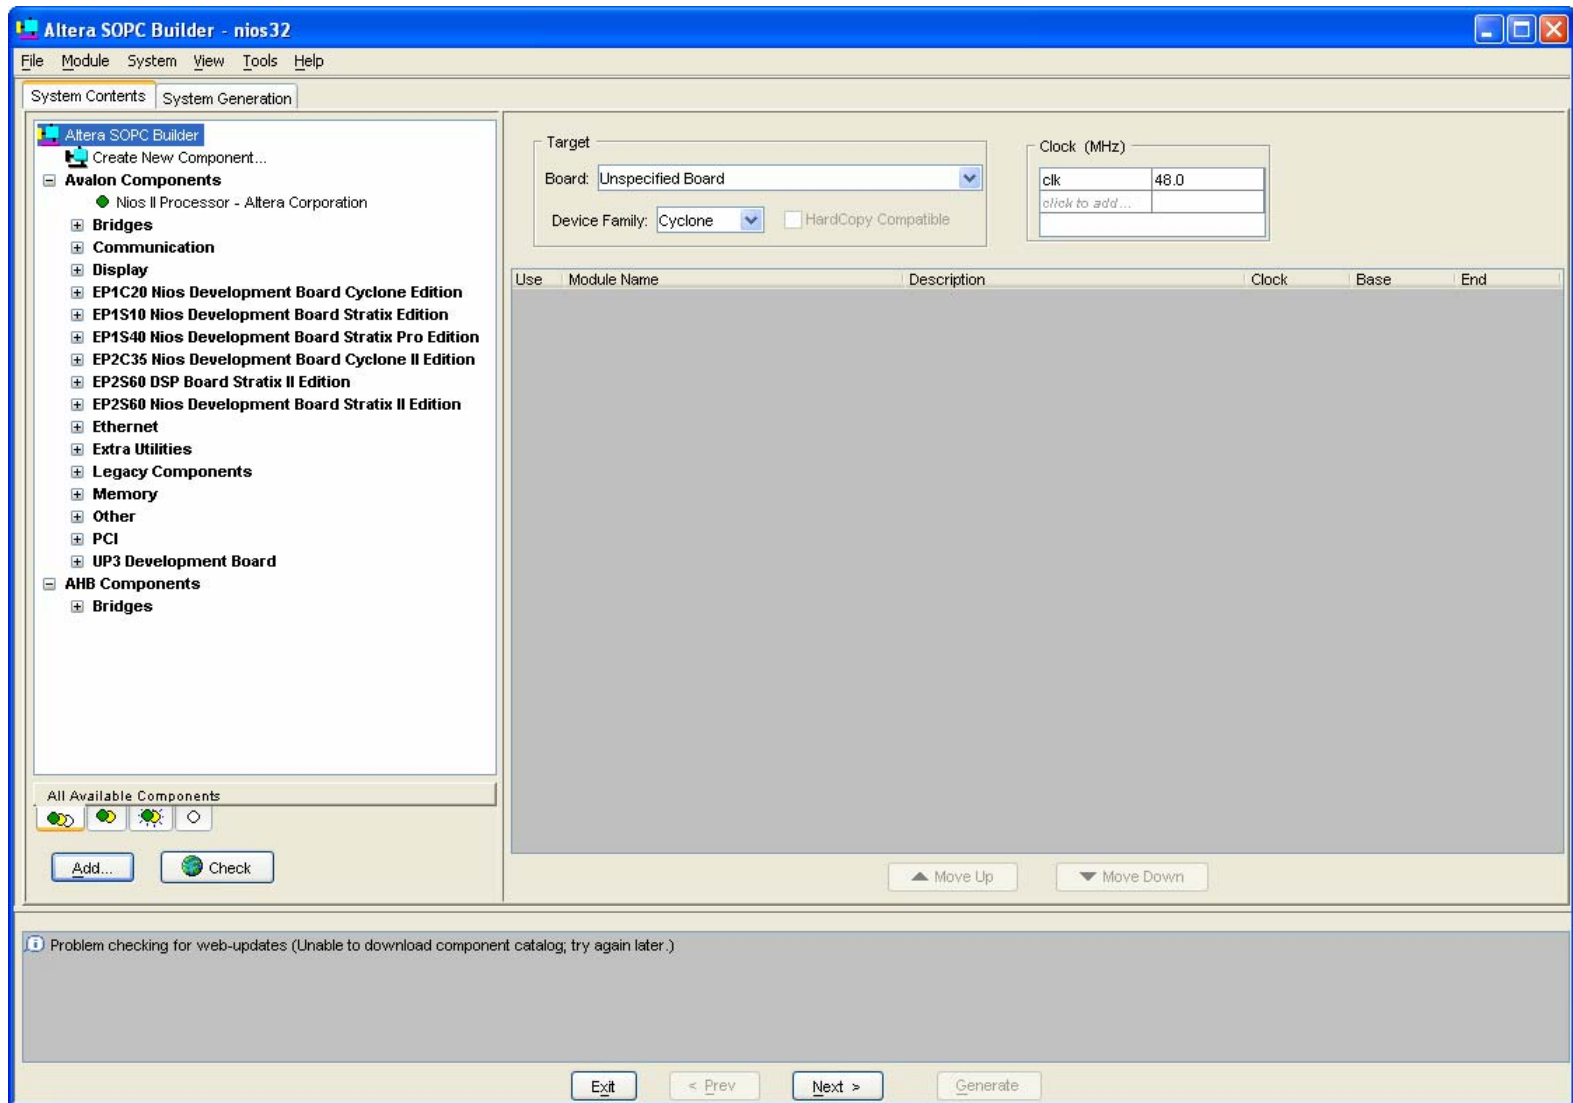 Altera SOPC Builder - nios32
File Module System View Tools Help
System Contents System Generation
Altera SOPC Builder
Create New Component...
Avalon Components
Nios II Processor - Altera Corporation
Bridges
Communication
Display
EP1C20 Nios Development Board Cyclone Edition
EP1S10 Nios Development Board Stratix Edition
EP1S40 Nios Development Board Stratix Pro Edition
EP2C35 Nios Development Board Cyclone II Edition
EP2S60 DSP Board Stratix II Edition
EP2S60 Nios Development Board Stratix II Edition
Ethernet
Extra Utilities
Legacy Components
Memory
Other
PCI
UP3 Development Board
AHB Components
Bridges
All Available Components
Add... Check
Target
Board: Unspecified Board
Device Family: Cyclone HardCopy Compatible
Clock (MHz)
clk 48.0
click to add...
Use Module Name Description Clock Base End
Move Up Move Down
Problem checking for web-updates (Unable to download component catalog; try again later.)
Exit < Prev Next > Generate